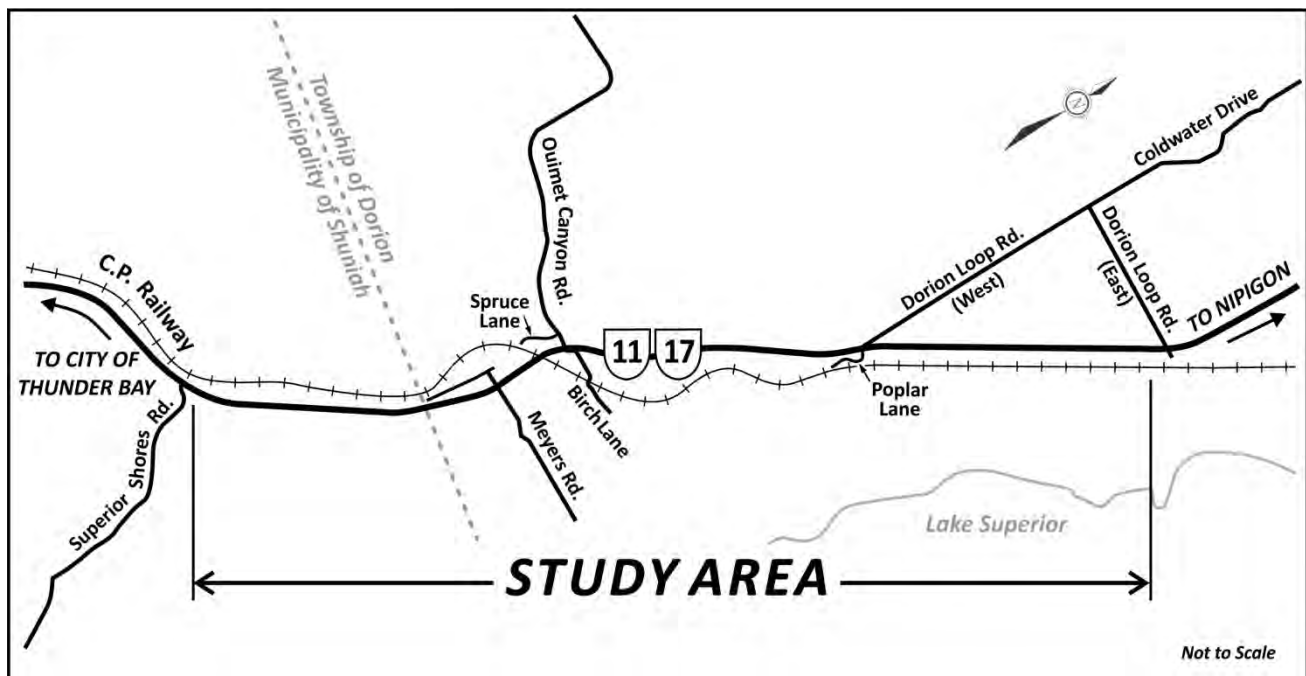 Township of Dorion
Municipality of Shuniah
Ouimet Canyon Rd.
N
Coldwater Drive
C.P. Railway
TO CITY OF
THUNDER BAY
Spruce
Lane
11 17
Dorion Loop Rd.
(West)
Dorion Loop Rd.
(East)
TO NIPIGON
Superior Shores Rd.
Meyers Rd.
Birch Lane
Poplar
Lane
Lake Superior
STUDY AREA
Not to Scale